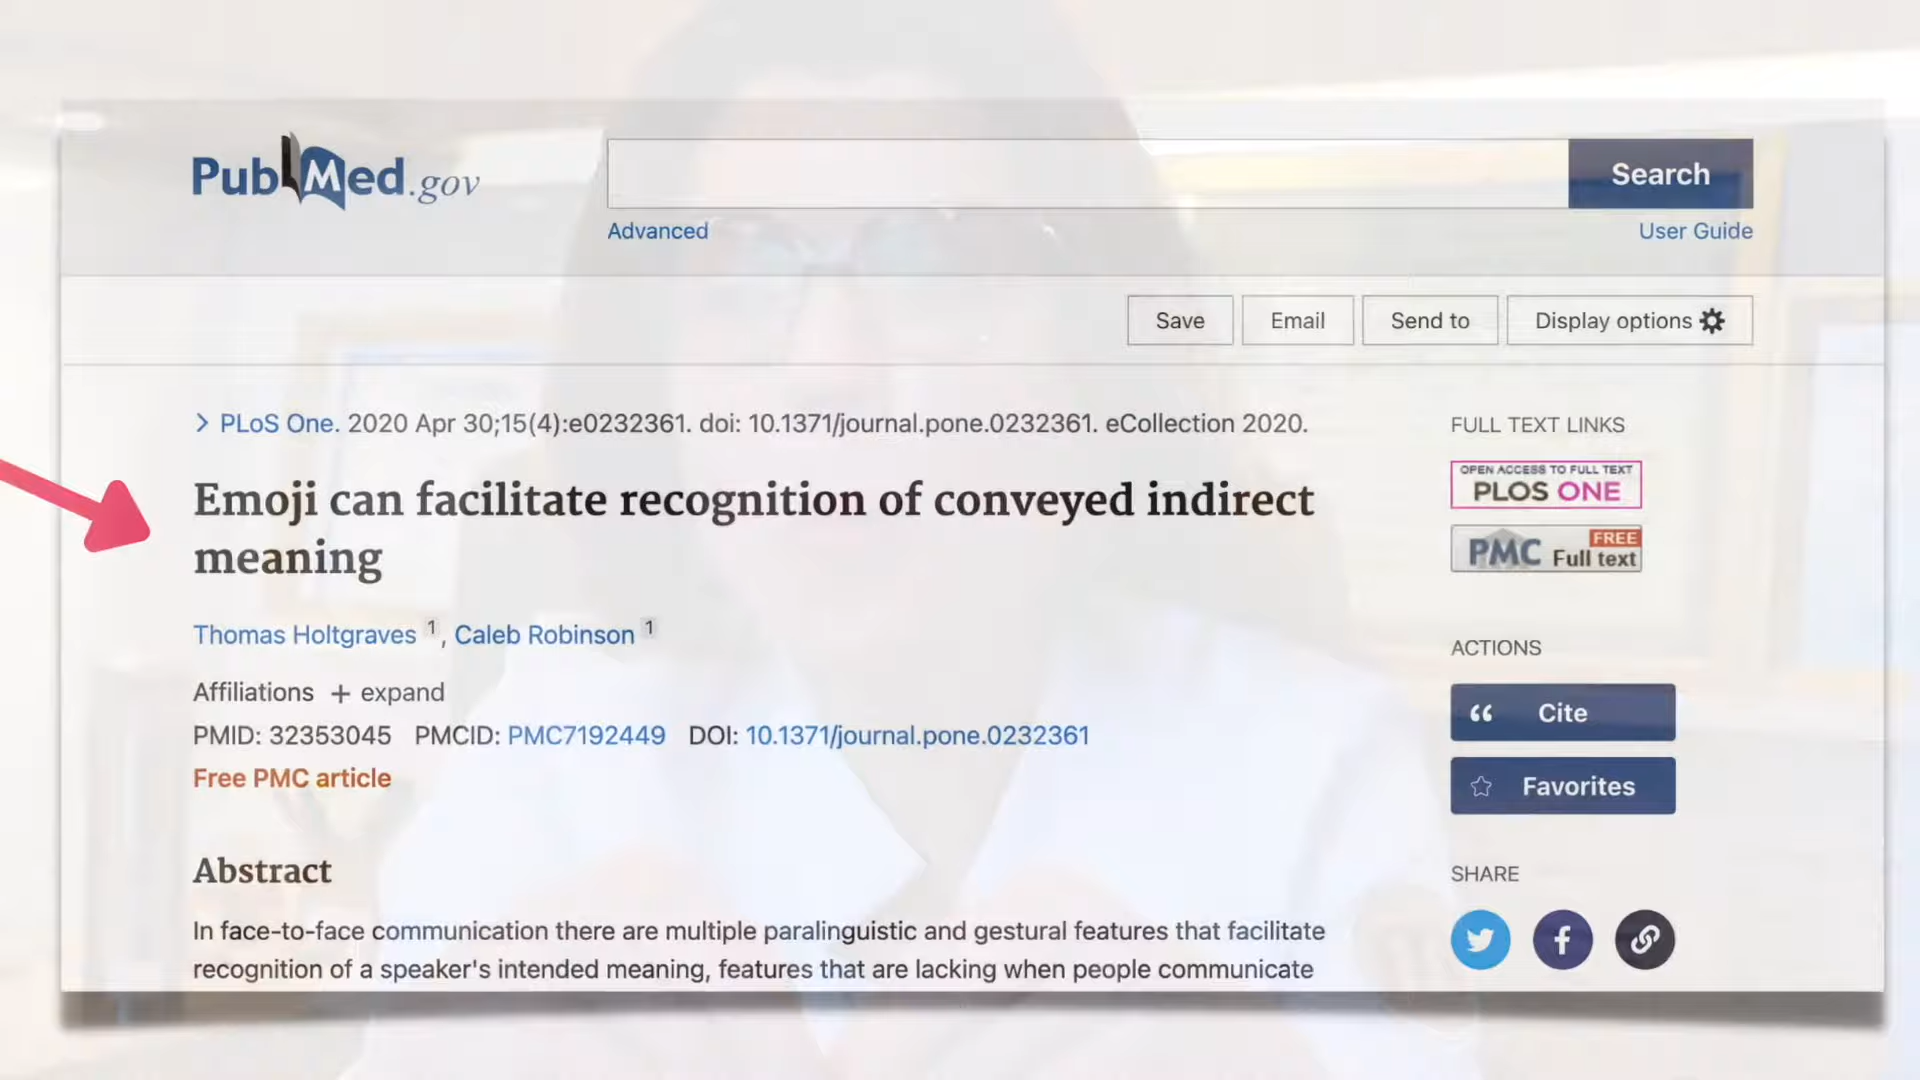 PubMed.gov
Search
Advanced
User Guide
Save
Email
Send to
Display options
PLoS One. 2020 Apr 30;15(4):e0232361. doi: 10.1371/journal.pone.0232361. eCollection 2020.
Emoji can facilitate recognition of conveyed indirect
meaning
Thomas Holtgraves 1, Caleb Robinson 1
Affiliations + expand
PMID: 32353045 PMCID: PMC7192449 DOI: 10.1371/journal.pone.0232361
Free PMC article
Abstract
In face-to-face communication there are multiple paralinguistic and gestural features that facilitate
recognition of a speaker's intended meaning, features that are lacking when people communicate
FULL TEXT LINKS
OPEN ACCESS TO FULL TEXT
PLOS ONE
FREE
PMC Full text
ACTIONS
Cite
Favorites
SHARE